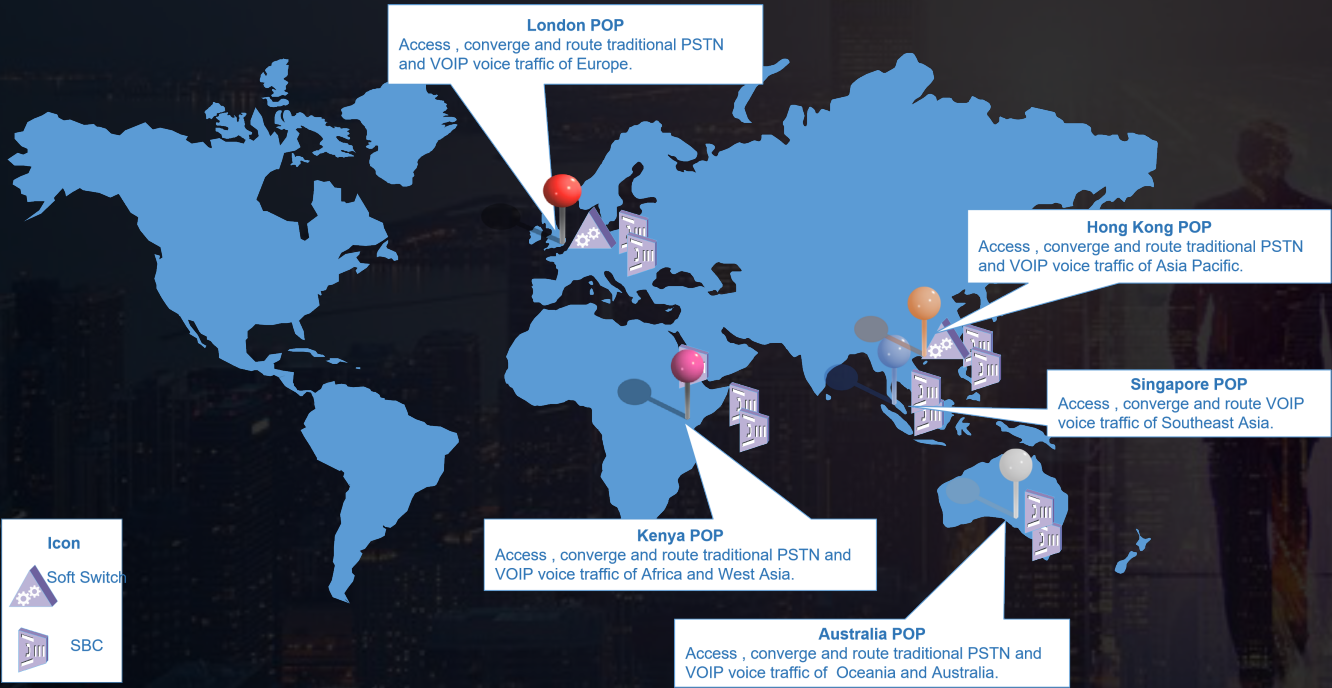 London POP
Access , converge and route traditional PSTN
and VOIP voice traffic of Europe.
Hong Kong POP
Access , converge and route traditional PSTN
and VOIP voice traffic of Asia Pacific.
Singapore POP
Access , converge and route VOIP
voice traffic of Southeast Asia.
Kenya POP
Access , converge and route traditional PSTN and
VOIP voice traffic of Africa and West Asia.
Australia POP
Access , converge and route traditional PSTN and
VOIP voice traffic of  Oceania and Australia.
Icon
Soft Switch
SBC